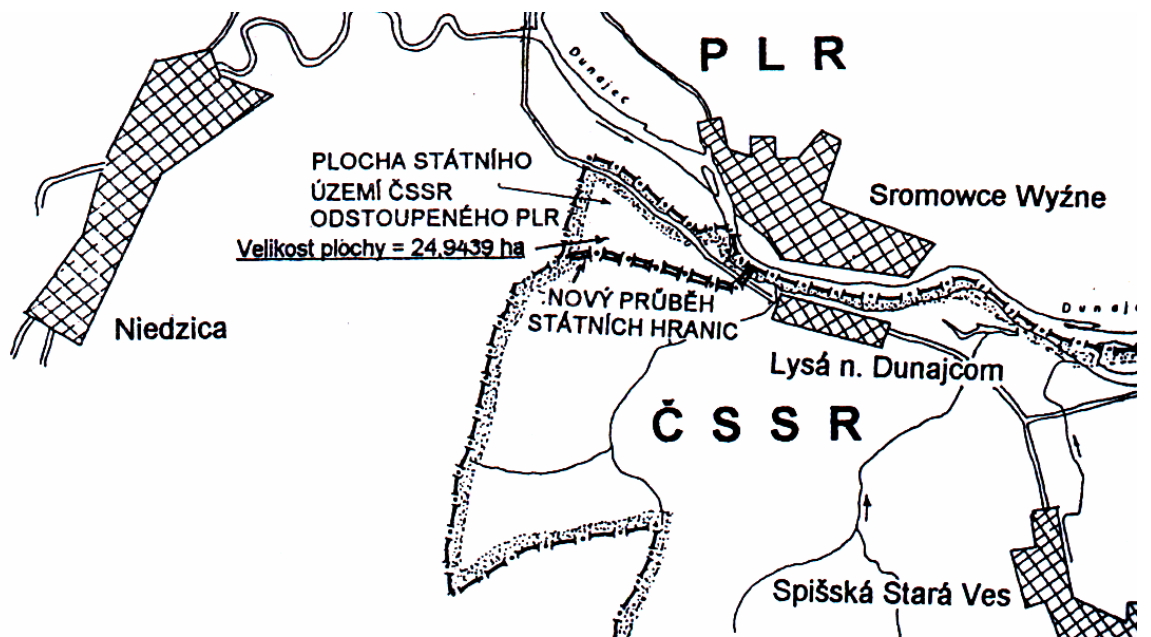 Dunajec
P L R
PLOCHA STÁTNÍHO
ÚZEMÍ ČSSR
ODSTOUPENÉHO PLR
Velikost plochy = 24,9439 ha
Sromowce Wyźne
NOVÝ PRŮBĚH
STÁTNÍCH HRANIC
Niedzica
Dunaj
Lysá n. Dunajcom
Č S S R
Spišská Stará Ves